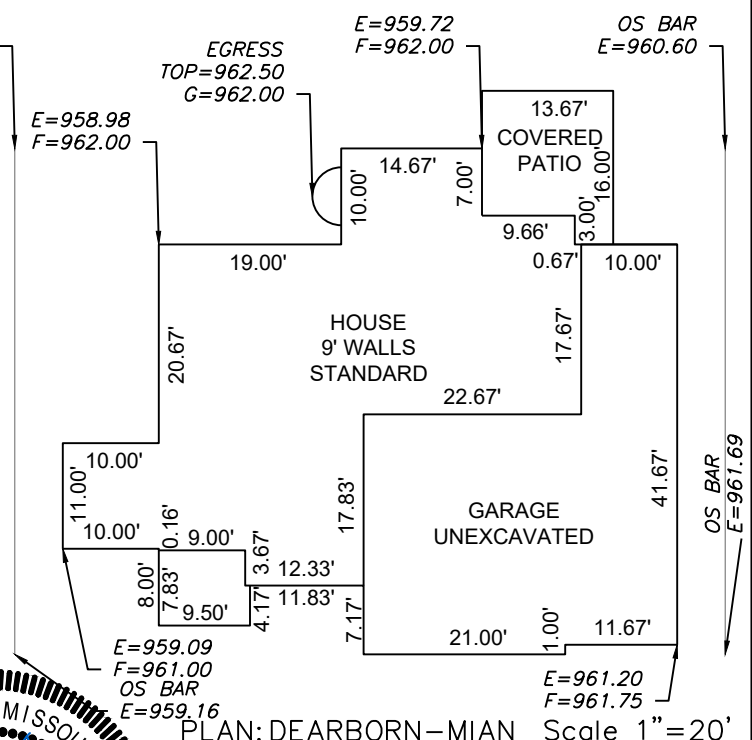 E=959.72
F=962.00
OS BAR
E=960.60
EGRESS
TOP=962.50
G=962.00
E=958.98
F=962.00
13.67'
COVERED
PATIO
16.00'
14.67'
7.00'
10.00'
9.66'
3.00'
0.67'
10.00'
19.00'
HOUSE
9' WALLS
STANDARD
20.67'
17.67'
22.67'
10.00'
11.00'
10.00'
0.16'
9.00'
3.67'
17.83'
GARAGE
UNEXCAVATED
41.67'
OS BAR
E=961.69
12.33'
11.83'
8.00'
7.83'
9.50'
4.17'
7.17'
21.00'
1.00'
11.67'
E=959.09
F=961.00
OS BAR
E=959.16
E=961.20
F=961.75
MISSOU
PLAN: DEARBORN-MIAN Scale 1"=20'